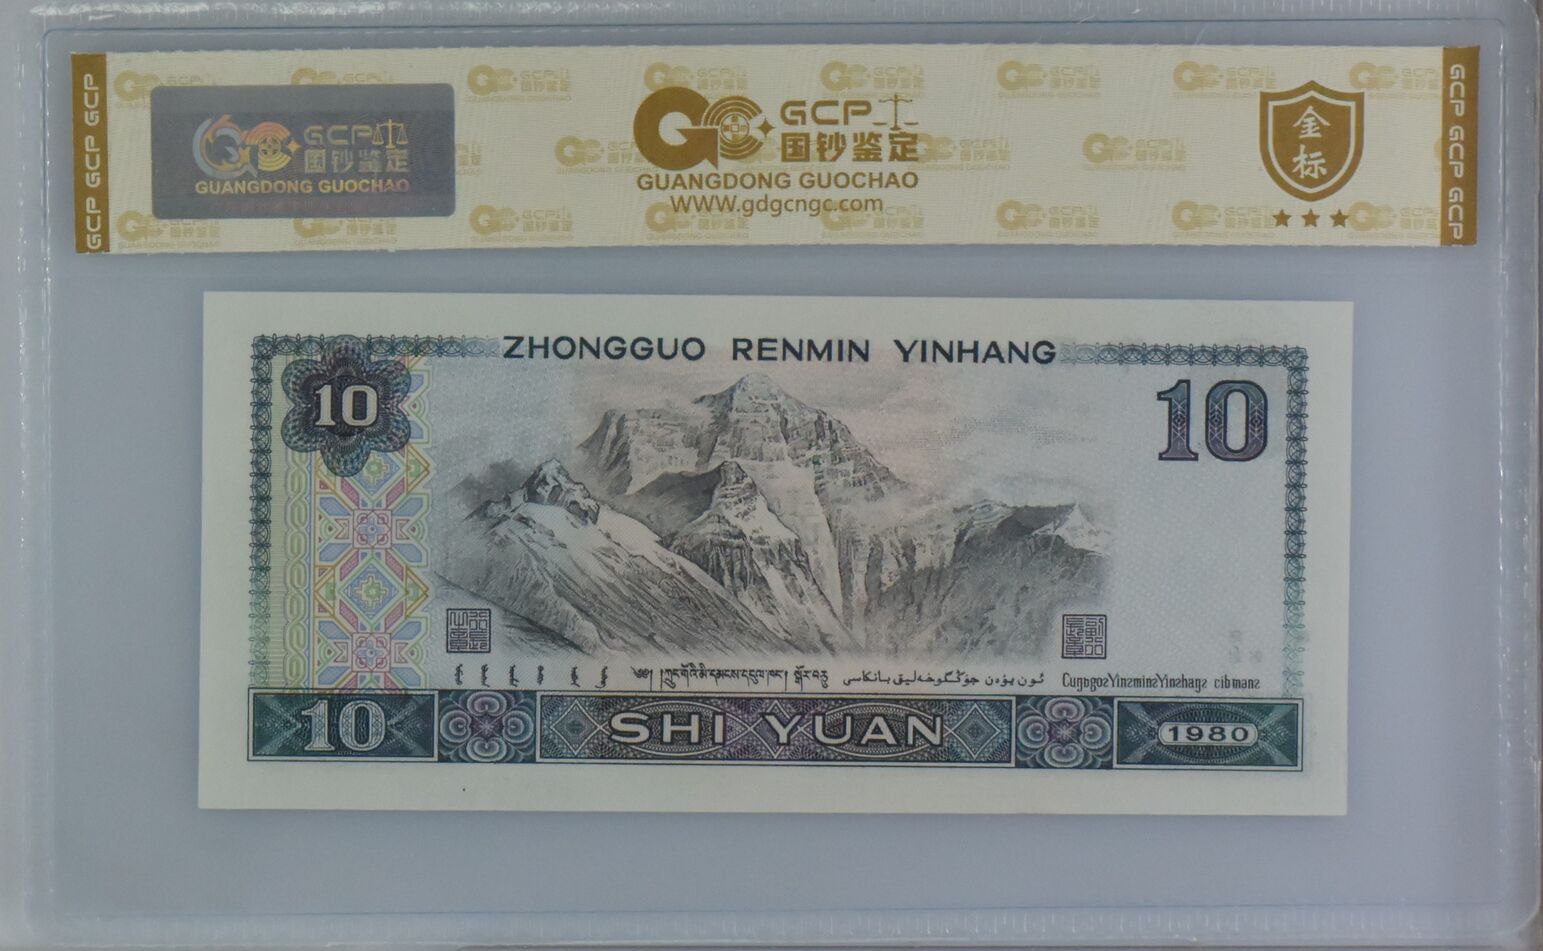 GCP GCP GCP
GCP
国钞鉴定
GUANGDONG GUOCHAO
GCP
国钞鉴定
GUANGDONG GUOCHAO
WWW.gdgcngc.com
金标
GCP GCP GCP
ZHONGGUO RENMIN YINHANG
10
10
10
SHI YUAN
1980